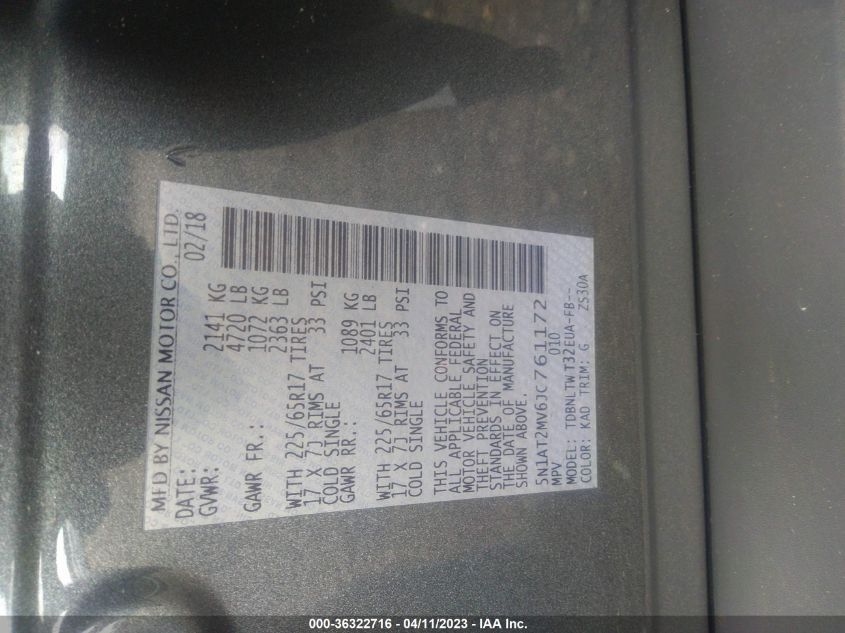 MFD BY NISSAN MOTOR CO., LTD.
DATE: 02/18
GVWR: 2141 KG
4720 LB
GAWR FR.: 1072 KG
2363 LB
WITH 225/65R17 TIRES
17 X 7J RIMS AT 33 PSI
COLD SINGLE
GAWR RR.: 1089 KG
2401 LB
WITH 225/65R17 TIRES
17 X 7J RIMS AT 33 PSI
COLD SINGLE
THIS VEHICLE CONFORMS TO
ALL APPLICABLE FEDERAL
MOTOR VEHICLE SAFETY AND
THEFT PREVENTION
STANDARDS IN EFFECT ON
THE DATE OF MANUFACTURE
SHOWN ABOVE.
5N1AT2MV6JC761172
MPV 010
MODEL: TDBNLTW T32EUA-FB--
COLOR: KAD TRIM: G ZS30A
000-36322716 - 04/11/2023 - IAA Inc.